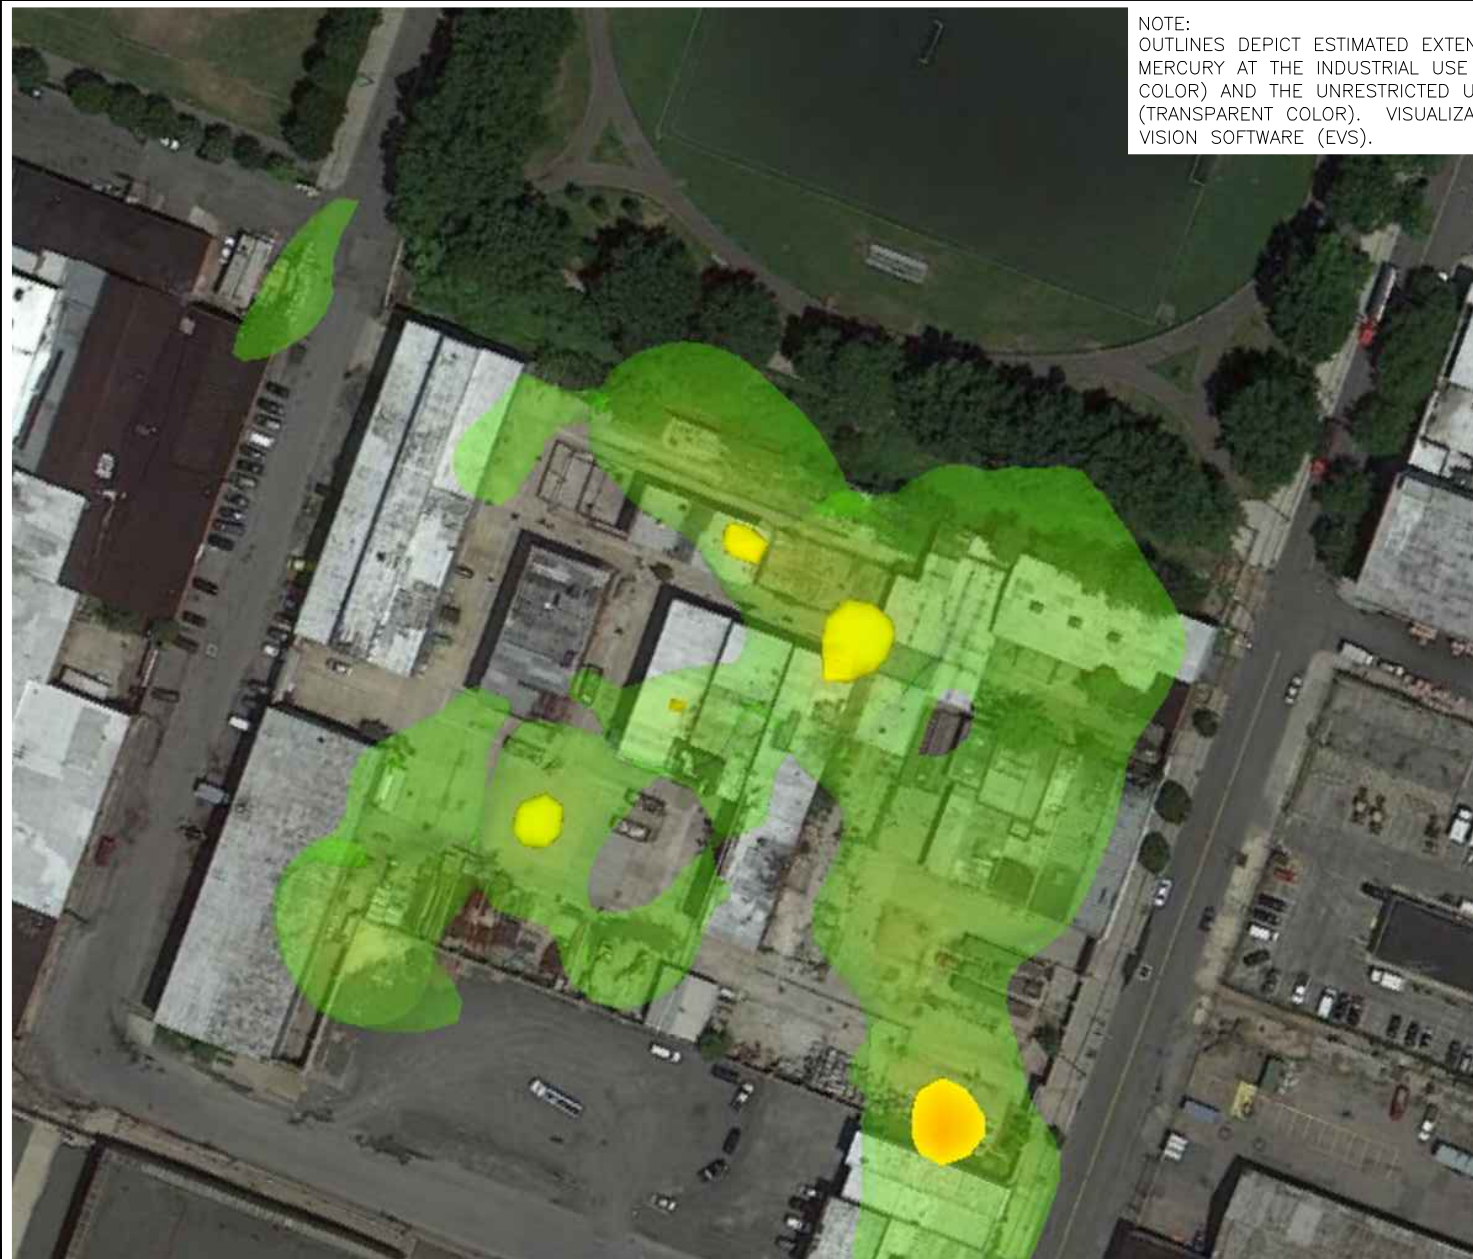 NOTE:
OUTLINES DEPICT ESTIMATED EXTEN
MERCURY AT THE INDUSTRIAL USE
COLOR) AND THE UNRESTRICTED U
(TRANSPARENT COLOR). VISUALIZA
VISION SOFTWARE (EVS).